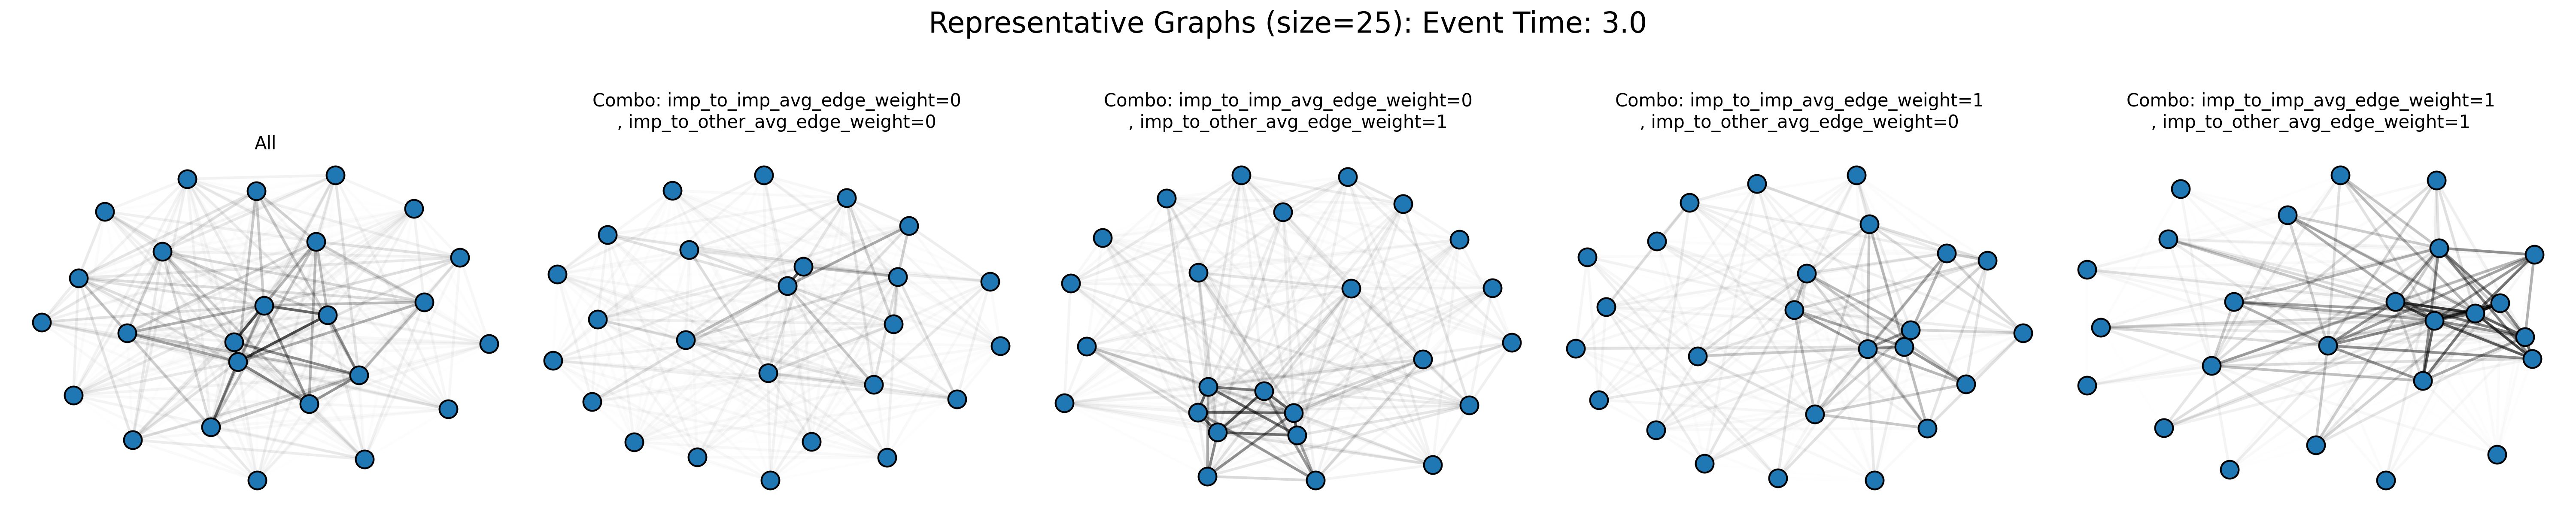 Representative Graphs (size=25): Event Time: 3.0
All
Combo: imp_to_imp_avg_edge_weight=0
, imp_to_other_avg_edge_weight=0
Combo: imp_to_imp_avg_edge_weight=0
, imp_to_other_avg_edge_weight=1
Combo: imp_to_imp_avg_edge_weight=1
, imp_to_other_avg_edge_weight=0
Combo: imp_to_imp_avg_edge_weight=1
, imp_to_other_avg_edge_weight=1